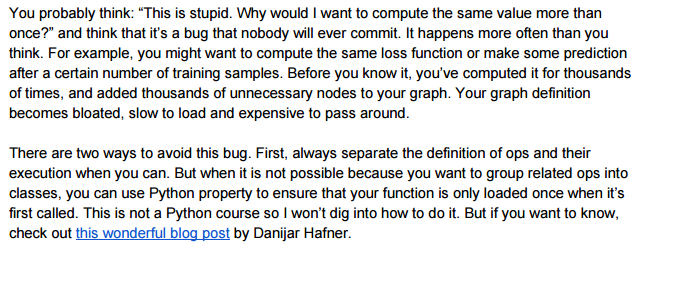 You probably think: “This is stupid. Why would I want to compute the same value more than
once?” and think that it’s a bug that nobody will ever commit. It happens more often than you
think. For example, you might want to compute the same loss function or make some prediction
after a certain number of training samples. Before you know it, you’ve computed it for thousands
of times, and added thousands of unnecessary nodes to your graph. Your graph definition
becomes bloated, slow to load and expensive to pass around.
There are two ways to avoid this bug. First, always separate the definition of ops and their
execution when you can. But when it is not possible because you want to group related ops into
classes, you can use Python property to ensure that your function is only loaded once when it’s
first called. This is not a Python course so I won’t dig into how to do it. But if you want to know,
check out this wonderful blog post by Danijar Hafner.